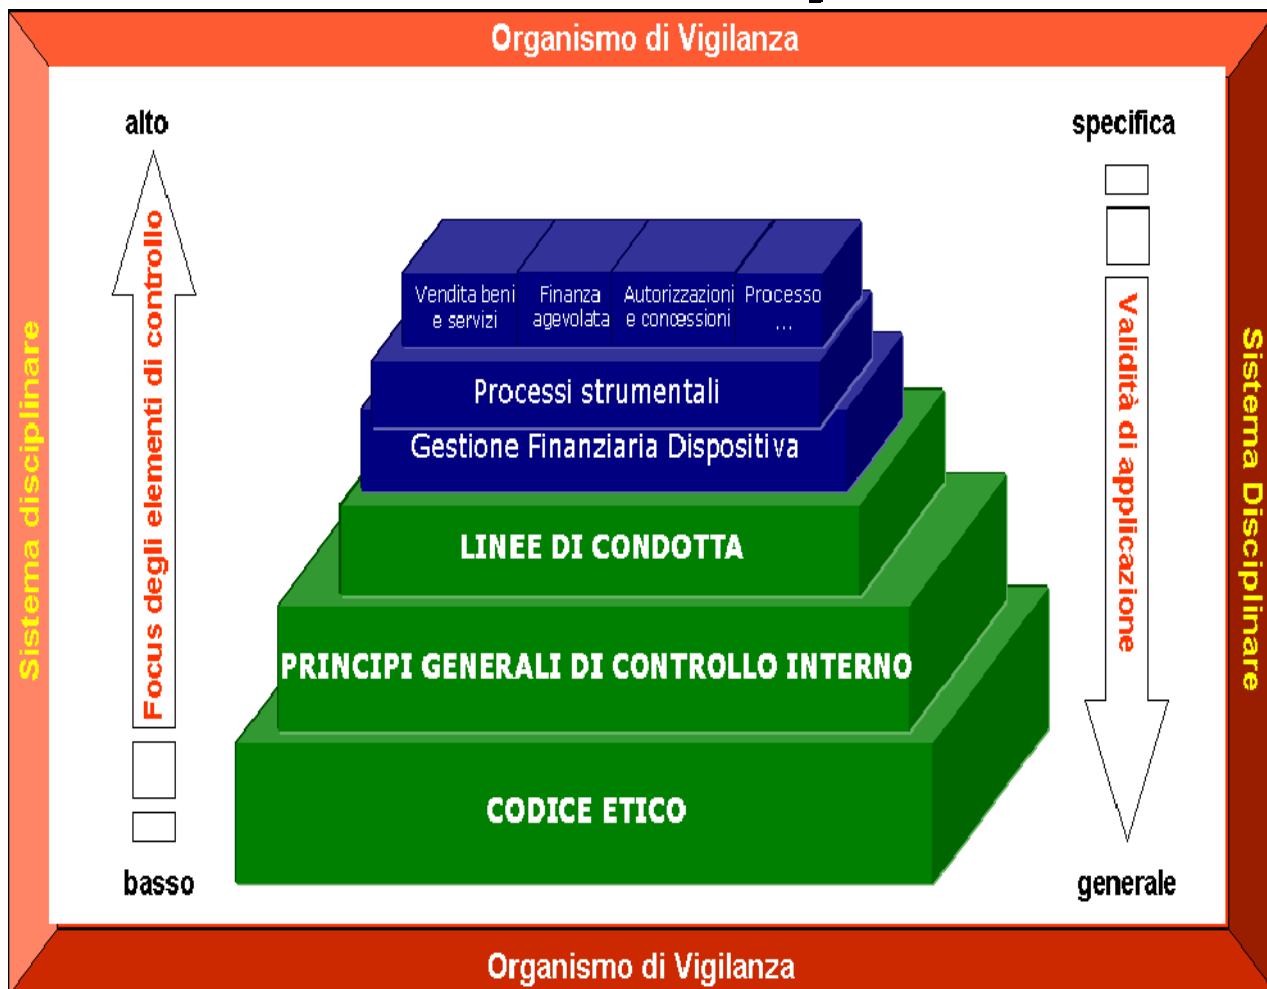 Organismo di Vigilanza
alto
specifica
Sistema disciplinare
Focus degli elementi di controllo
Vendita beni
e servizi
Finanza
agevolata
Autorizzazioni
e concessioni
Processo
...
Processi strumentali
Gestione Finanziaria Dispositiva
LINEE DI CONDOTTA
PRINCIPI GENERALI DI CONTROLLO INTERNO
CODICE ETICO
Validità di applicazione
Sistema Disciplinare
basso
generale
Organismo di Vigilanza